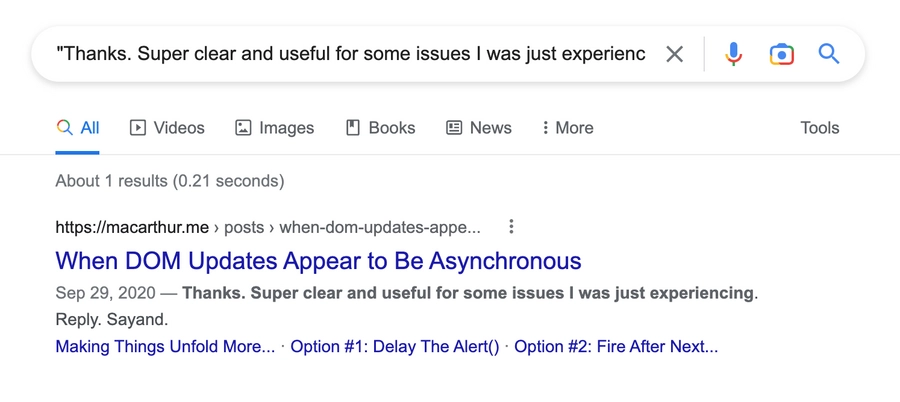 "Thanks. Super clear and useful for some issues I was just experienc
All Videos Images Books News More Tools
About 1 results (0.21 seconds)
https://macarthur.me › posts › when-dom-updates-appe...
When DOM Updates Appear to Be Asynchronous
Sep 29, 2020 — Thanks. Super clear and useful for some issues I was just experiencing.
Reply. Sayand.
Making Things Unfold More... · Option #1: Delay The Alert() · Option #2: Fire After Next...